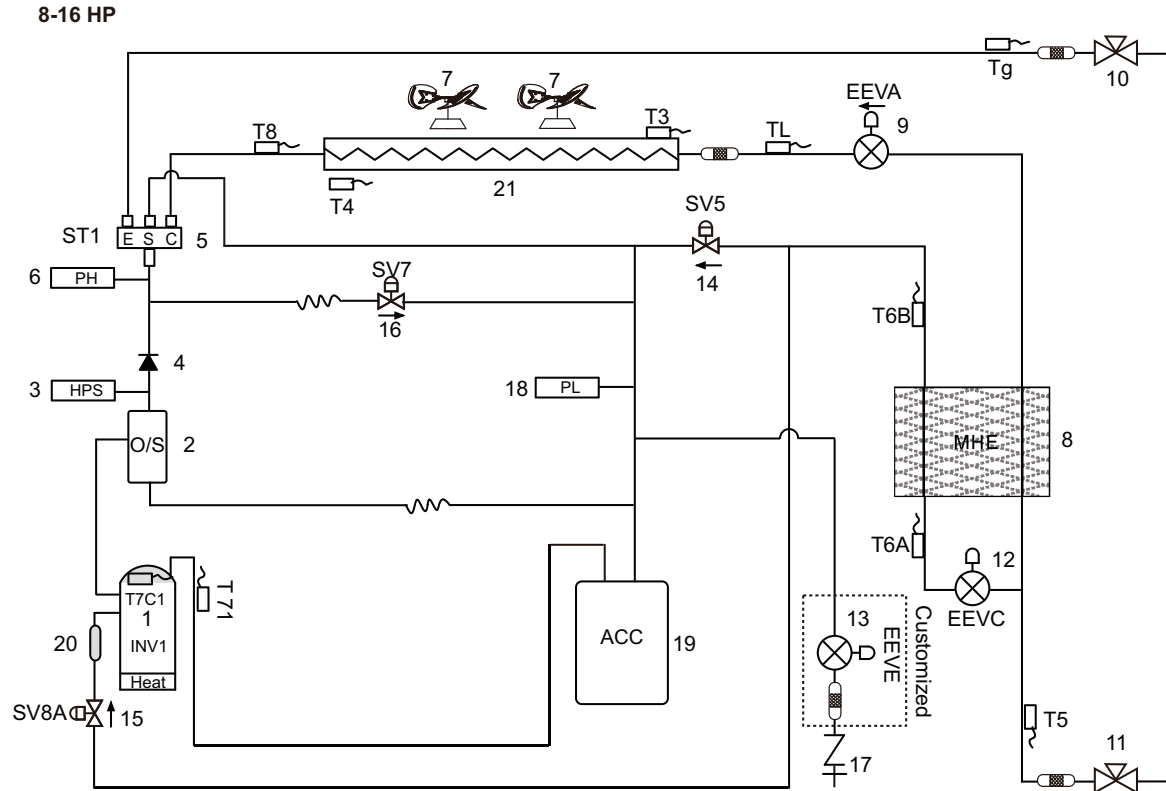 8-16 HP
7
7
Tg
10
EEVA
9
T8
T3
TL
T4
21
SV5
ST1
E S C
5
6
PH
14
SV7
16
T6B
4
3
HPS
18
PL
O/S
2
MHE
8
T6A
12
EEVC
T7C1
1
INV1
Heat
T71
20
SV8A
15
ACC
19
13
EEVE
Customized
17
T5
11